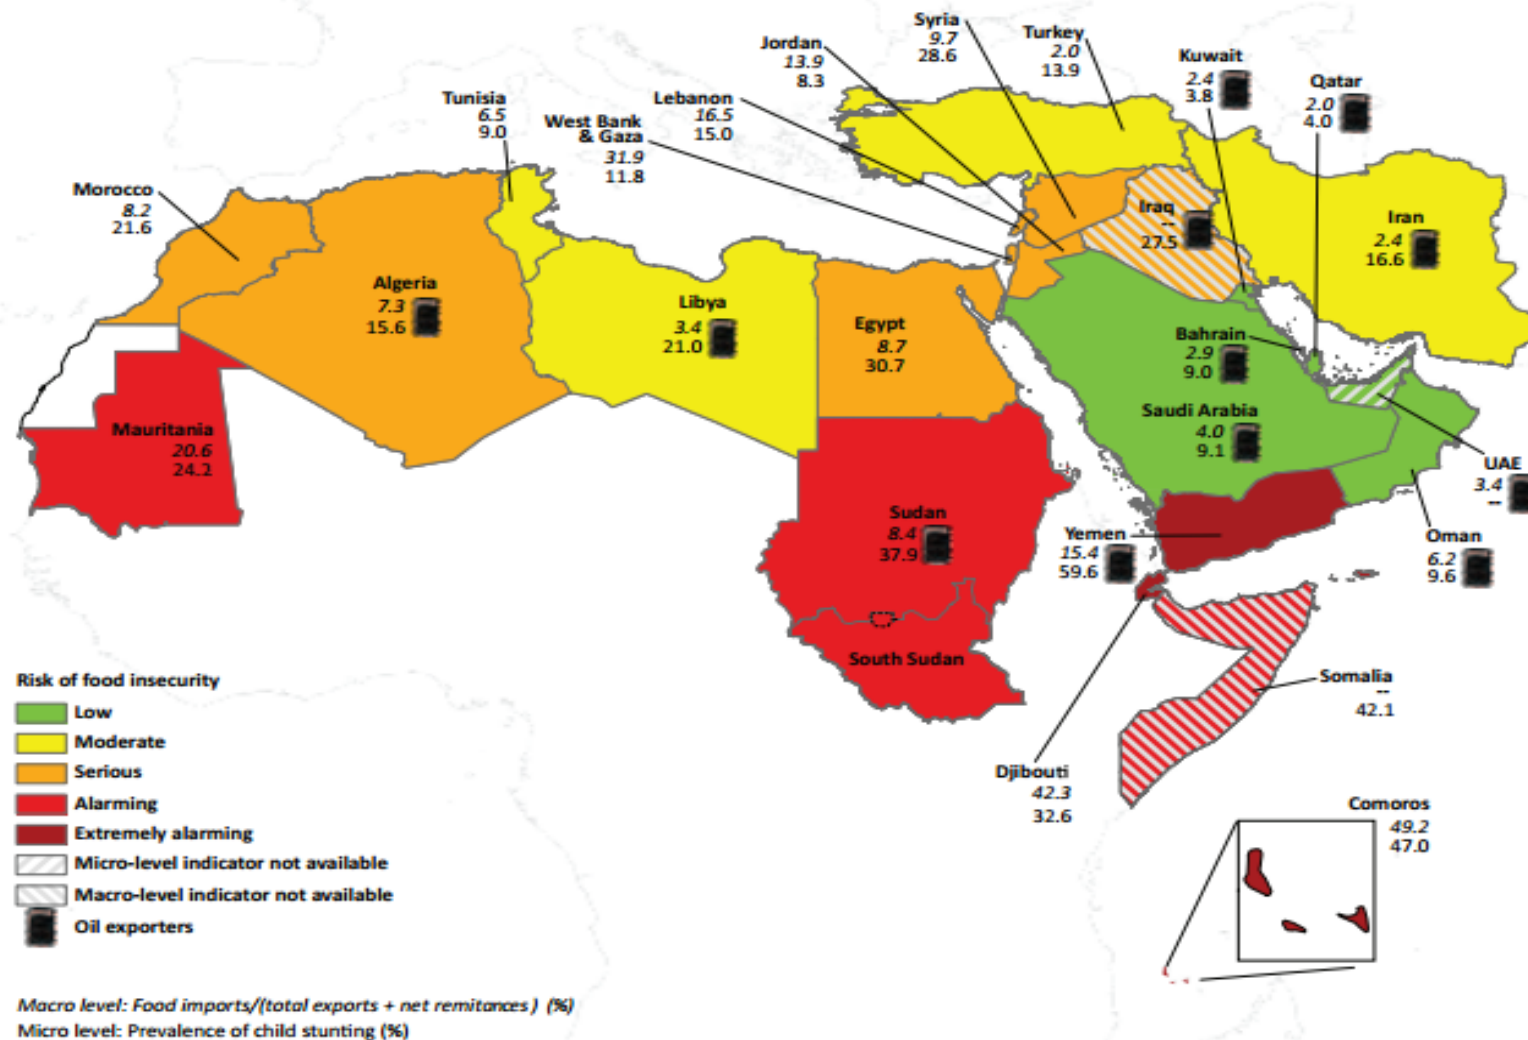 Syria
9.7
28.6
Turkey
2.0
13.9
Jordan
13.9
8.3
Kuwait
2.4
3.8
Qatar
2.0
4.0
Tunisia
6.5
9.0
Lebanon
16.5
15.0
West Bank
& Gaza
31.9
11.8
Morocco
8.2
21.6
Iraq
--
27.5
Iran
2.4
16.6
Algeria
7.3
15.6
Libya
3.4
21.0
Egypt
8.7
30.7
Bahrain
2.9
9.0
Saudi Arabia
4.0
9.1
Mauritania
20.6
24.2
UAE
3.4
--
Sudan
8.4
37.9
Yemen
15.4
59.6
Oman
6.2
9.6
South Sudan
Somalia
--
42.1
Djibouti
42.3
32.6
Comoros
49.2
47.0
Risk of food insecurity
Low
Moderate
Serious
Alarming
Extremely alarming
Micro-level indicator not available
Macro-level indicator not available
Oil exporters
Macro level: Food imports/(total exports + net remitances ) (%)
Micro level: Prevalence of child stunting (%)